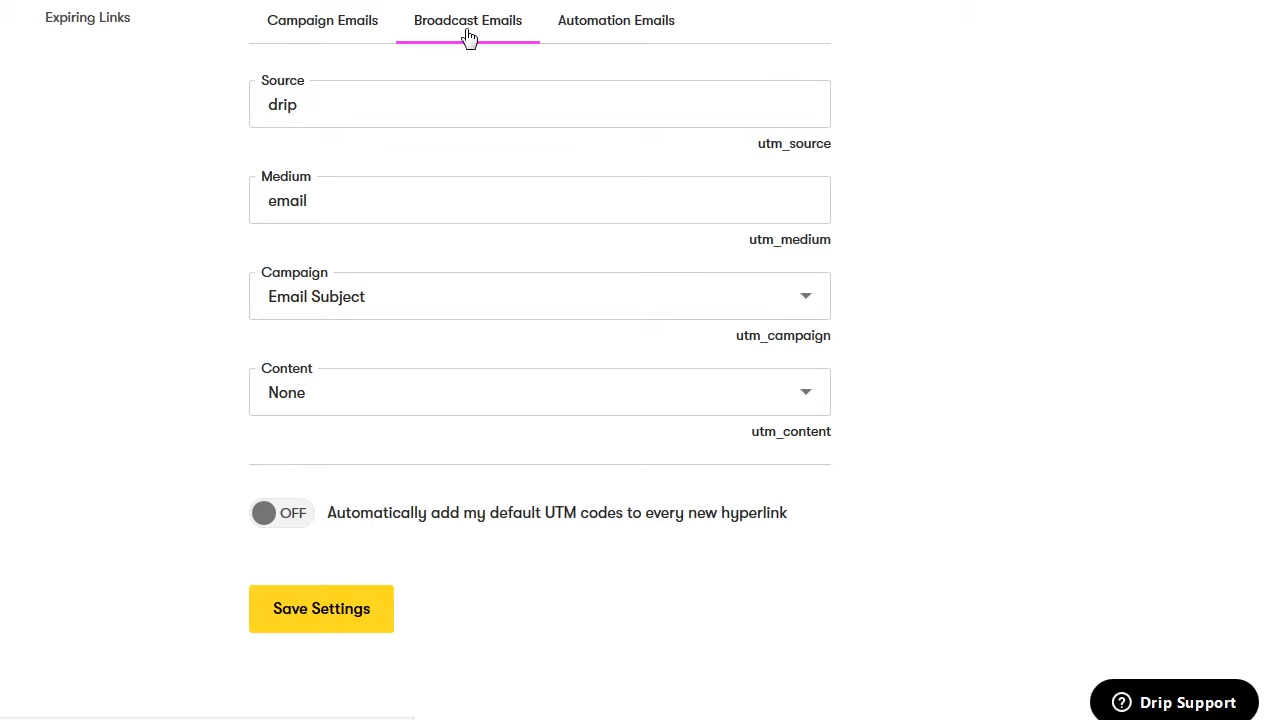 Expiring Links
Campaign Emails
Broadcast Emails
Automation Emails
Source
drip
utm_source
Medium
email
utm_medium
Campaign
Email Subject
utm_campaign
Content
None
utm_content
OFF
Automatically add my default UTM codes to every new hyperlink
Save Settings
? Drip Support